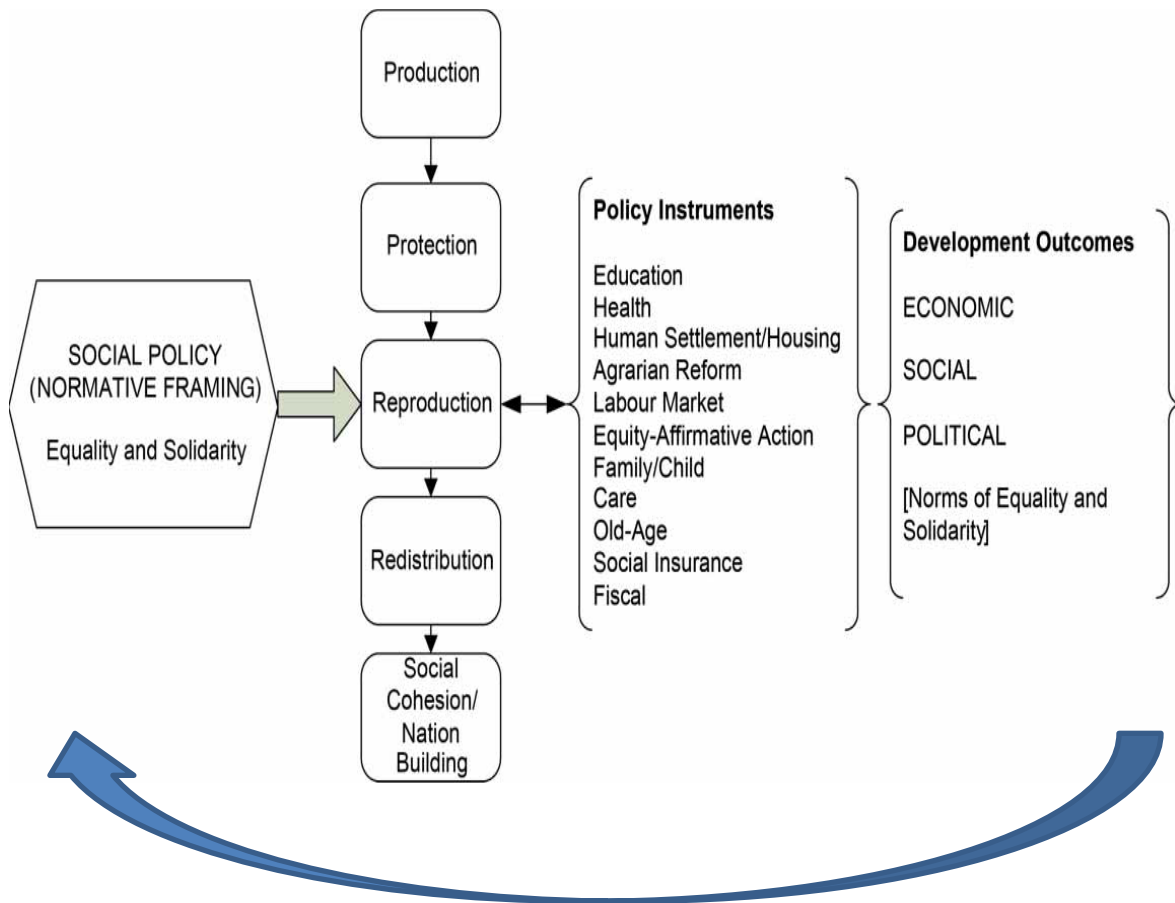 SOCIAL POLICY
(NORMATIVE FRAMING)
Equality and Solidarity
Production
Protection
Reproduction
Redistribution
Social
Cohesion/
Nation
Building
Policy Instruments
Education
Health
Human Settlement/Housing
Agrarian Reform
Labour Market
Equity-Affirmative Action
Family/Child
Care
Old-Age
Social Insurance
Fiscal
Development Outcomes
ECONOMIC
SOCIAL
POLITICAL
[Norms of Equality and
Solidarity]